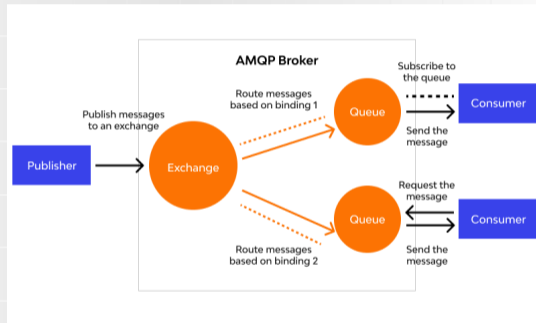 AMQP Broker
Publisher
Publish messages
to an exchange
Exchange
Route messages
based on binding 1
Queue
Subscribe to
the queue
Send the
message
Consumer
Route messages
based on binding 2
Queue
Request the
message
Send the
message
Consumer